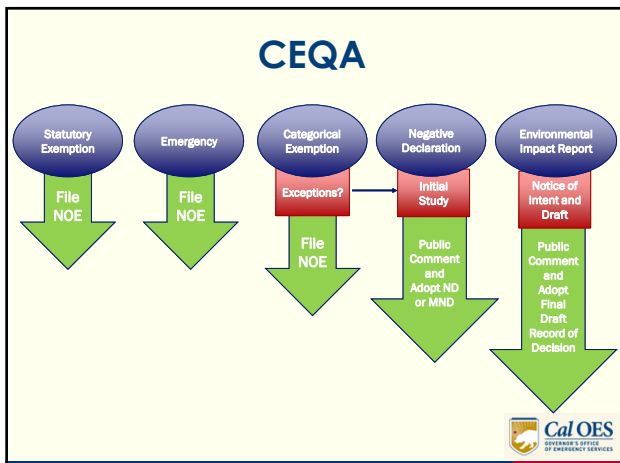 CEQA
Statutory
Exemption
File
NOE
Emergency
File
NOE
Categorical
Exemption
Exceptions?
File
NOE
Negative
Declaration
Initial
Study
Public
Comment
and
Adopt ND
or MND
Environmental
Impact Report
Notice of
Intent and
Draft
Public
Comment
and
Adopt
Final
Draft
Record of
Decision
Cal OES
GOVERNOR'S OFFICE
OF EMERGENCY SERVICES